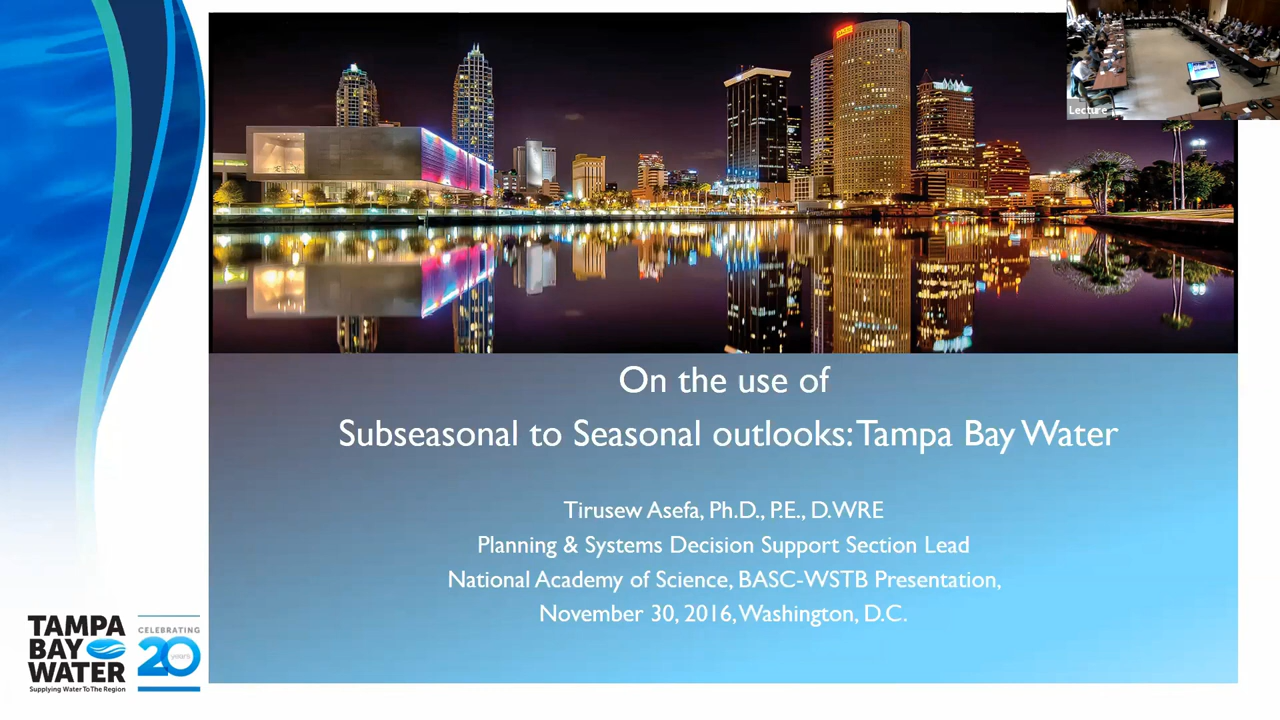 Lecture
On the use of
Subseasonal to Seasonal outlooks: Tampa Bay Water
Tirusew Asefa, Ph.D., P.E., D.WRE
Planning & Systems Decision Support Section Lead
National Academy of Science, BASC-WSTB Presentation,
November 30, 2016, Washington, D.C.
TAMPA
BAY
WATER
Supplying Water To The Region
CELEBRATING
20
years